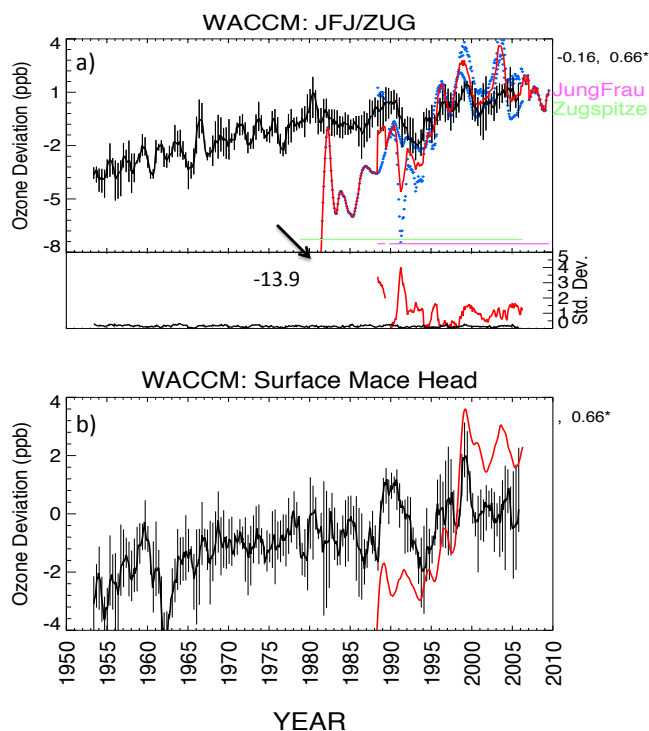 WACCM: JFJ/ZUG
a)
4
1
-2
-5
-8
Ozone Deviation (ppb)
-0.16, 0.66*
JungFrau
Zugspitze
-13.9
5
4
3
2
1
0
Std. Dev.
WACCM: Surface Mace Head
b)
4
2
0
-2
-4
Ozone Deviation (ppb)
, 0.66*
1950 1955 1960 1965 1970 1975 1980 1985 1990 1995 2000 2005 2010
YEAR